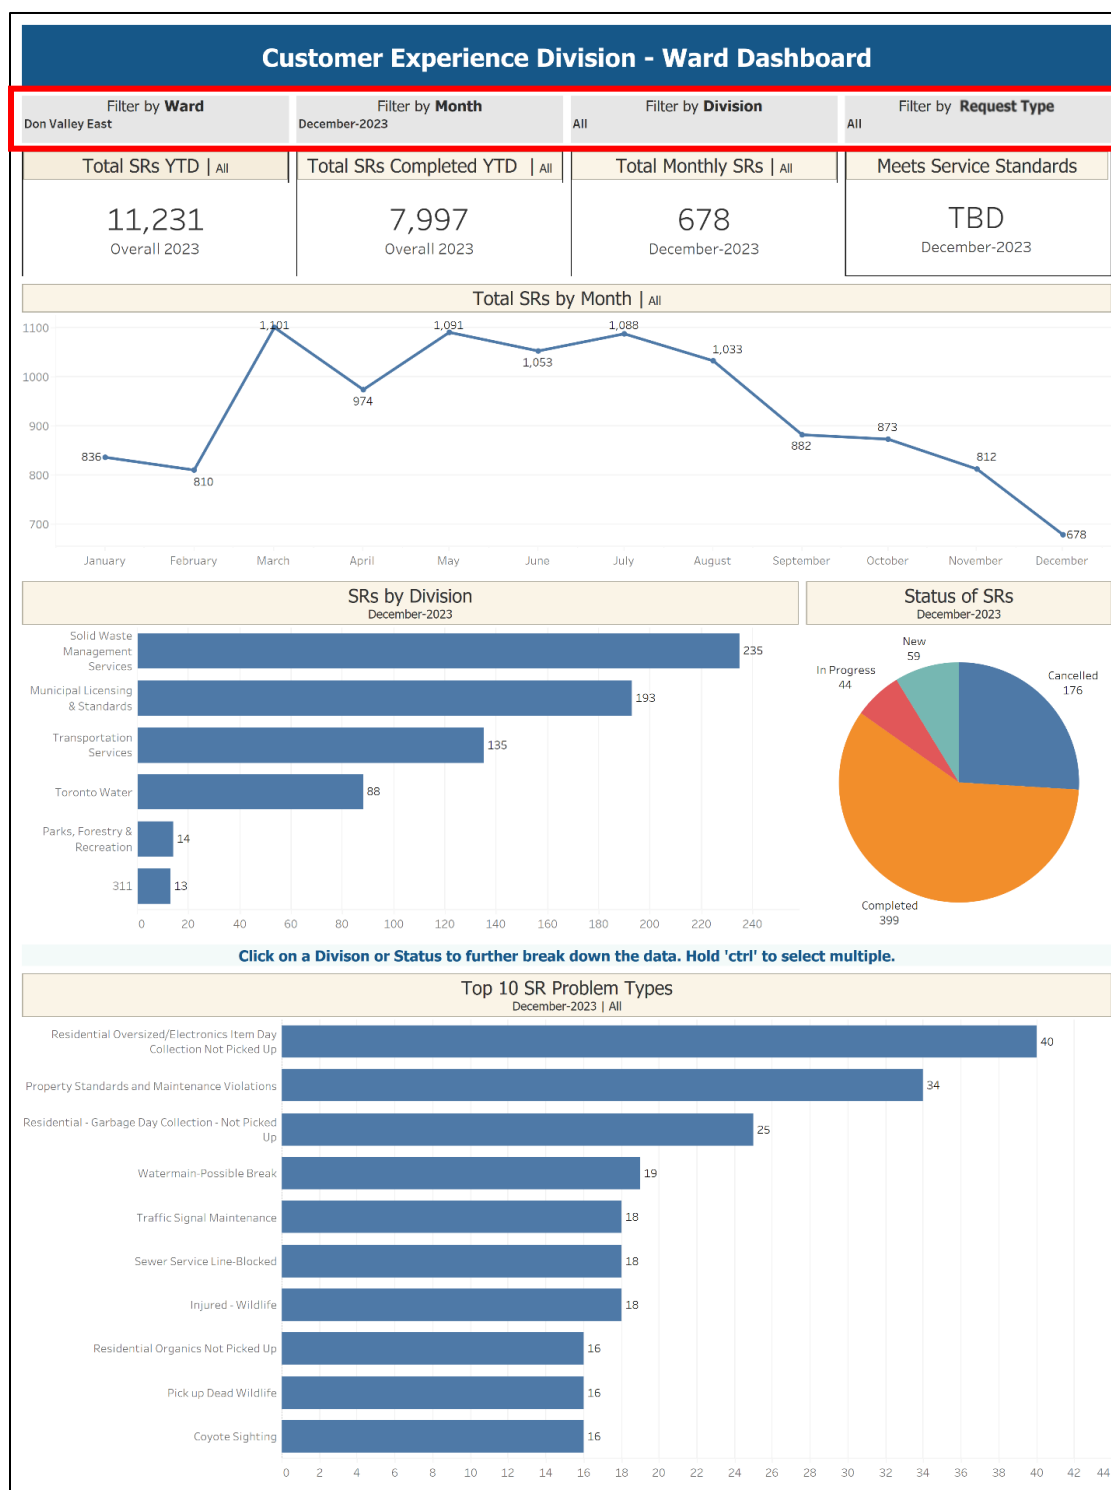 Customer Experience Division - Ward Dashboard
Filter by Ward
Don Valley East
Filter by Month
December-2023
Filter by Division
All
Filter by Request Type
All
Total SRs YTD | All
11,231
Overall 2023
Total SRs Completed YTD | All
7,997
Overall 2023
Total Monthly SRs | All
678
December-2023
Meets Service Standards
TBD
December-2023
Total SRs by Month | All
1100
1000
900
800
700
836
810
1,101
974
1,091
1,053
1,088
1,033
882
873
812
678
January
February
March
April
May
June
July
August
September
October
November
December
SRs by Division
December-2023
Solid Waste
Management
Services
235
Municipal Licensing
& Standards
193
Transportation
Services
135
Toronto Water
88
Parks, Forestry &
Recreation
14
311
13
0 20 40 60 80 100 120 140 160 180 200 220 240
Status of SRs
December-2023
New
59
In Progress
44
Cancelled
176
Completed
399
Click on a Divison or Status to further break down the data. Hold 'ctrl' to select multiple.
Top 10 SR Problem Types
December-2023 | All
Residential Oversized/Electronics Item Day
Collection Not Picked Up
40
Property Standards and Maintenance Violations
34
Residential - Garbage Day Collection - Not Picked
Up
25
Watermain-Possible Break
19
Traffic Signal Maintenance
18
Sewer Service Line-Blocked
18
Injured - Wildlife
18
Residential Organics Not Picked Up
16
Pick up Dead Wildlife
16
Coyote Sighting
16
0 2 4 6 8 10 12 14 16 18 20 22 24 26 28 30 32 34 36 38 40 42 44